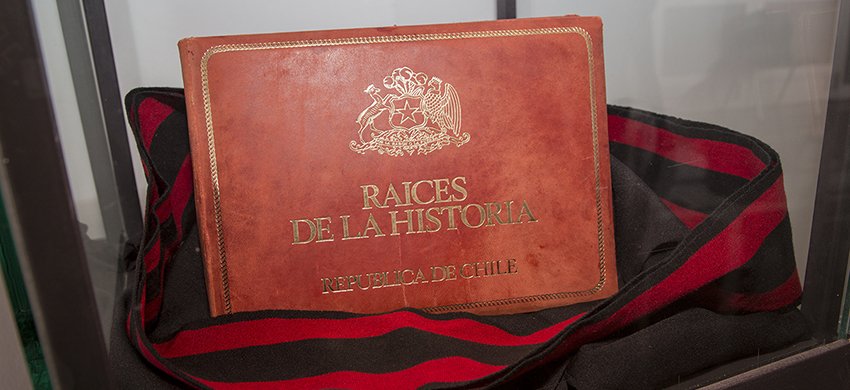 RAICES
DE LA HISTORIA
REPUBLICA DE CHILE